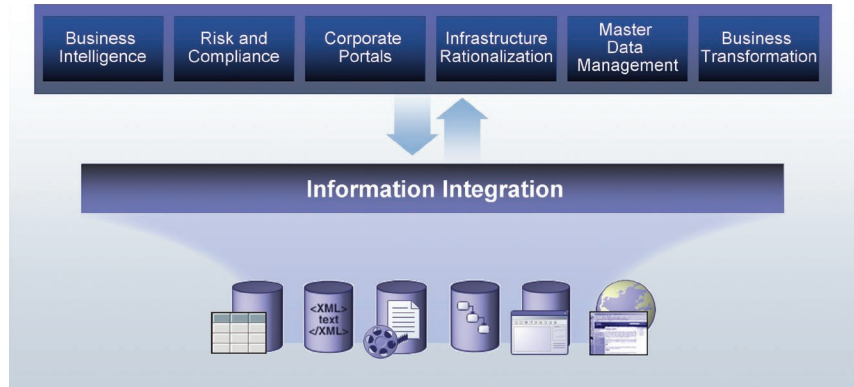 Business
Intelligence
Risk and
Compliance
Corporate
Portals
Infrastructure
Rationalization
Master
Data
Management
Business
Transformation
Information Integration
<XML>
text
</XML>